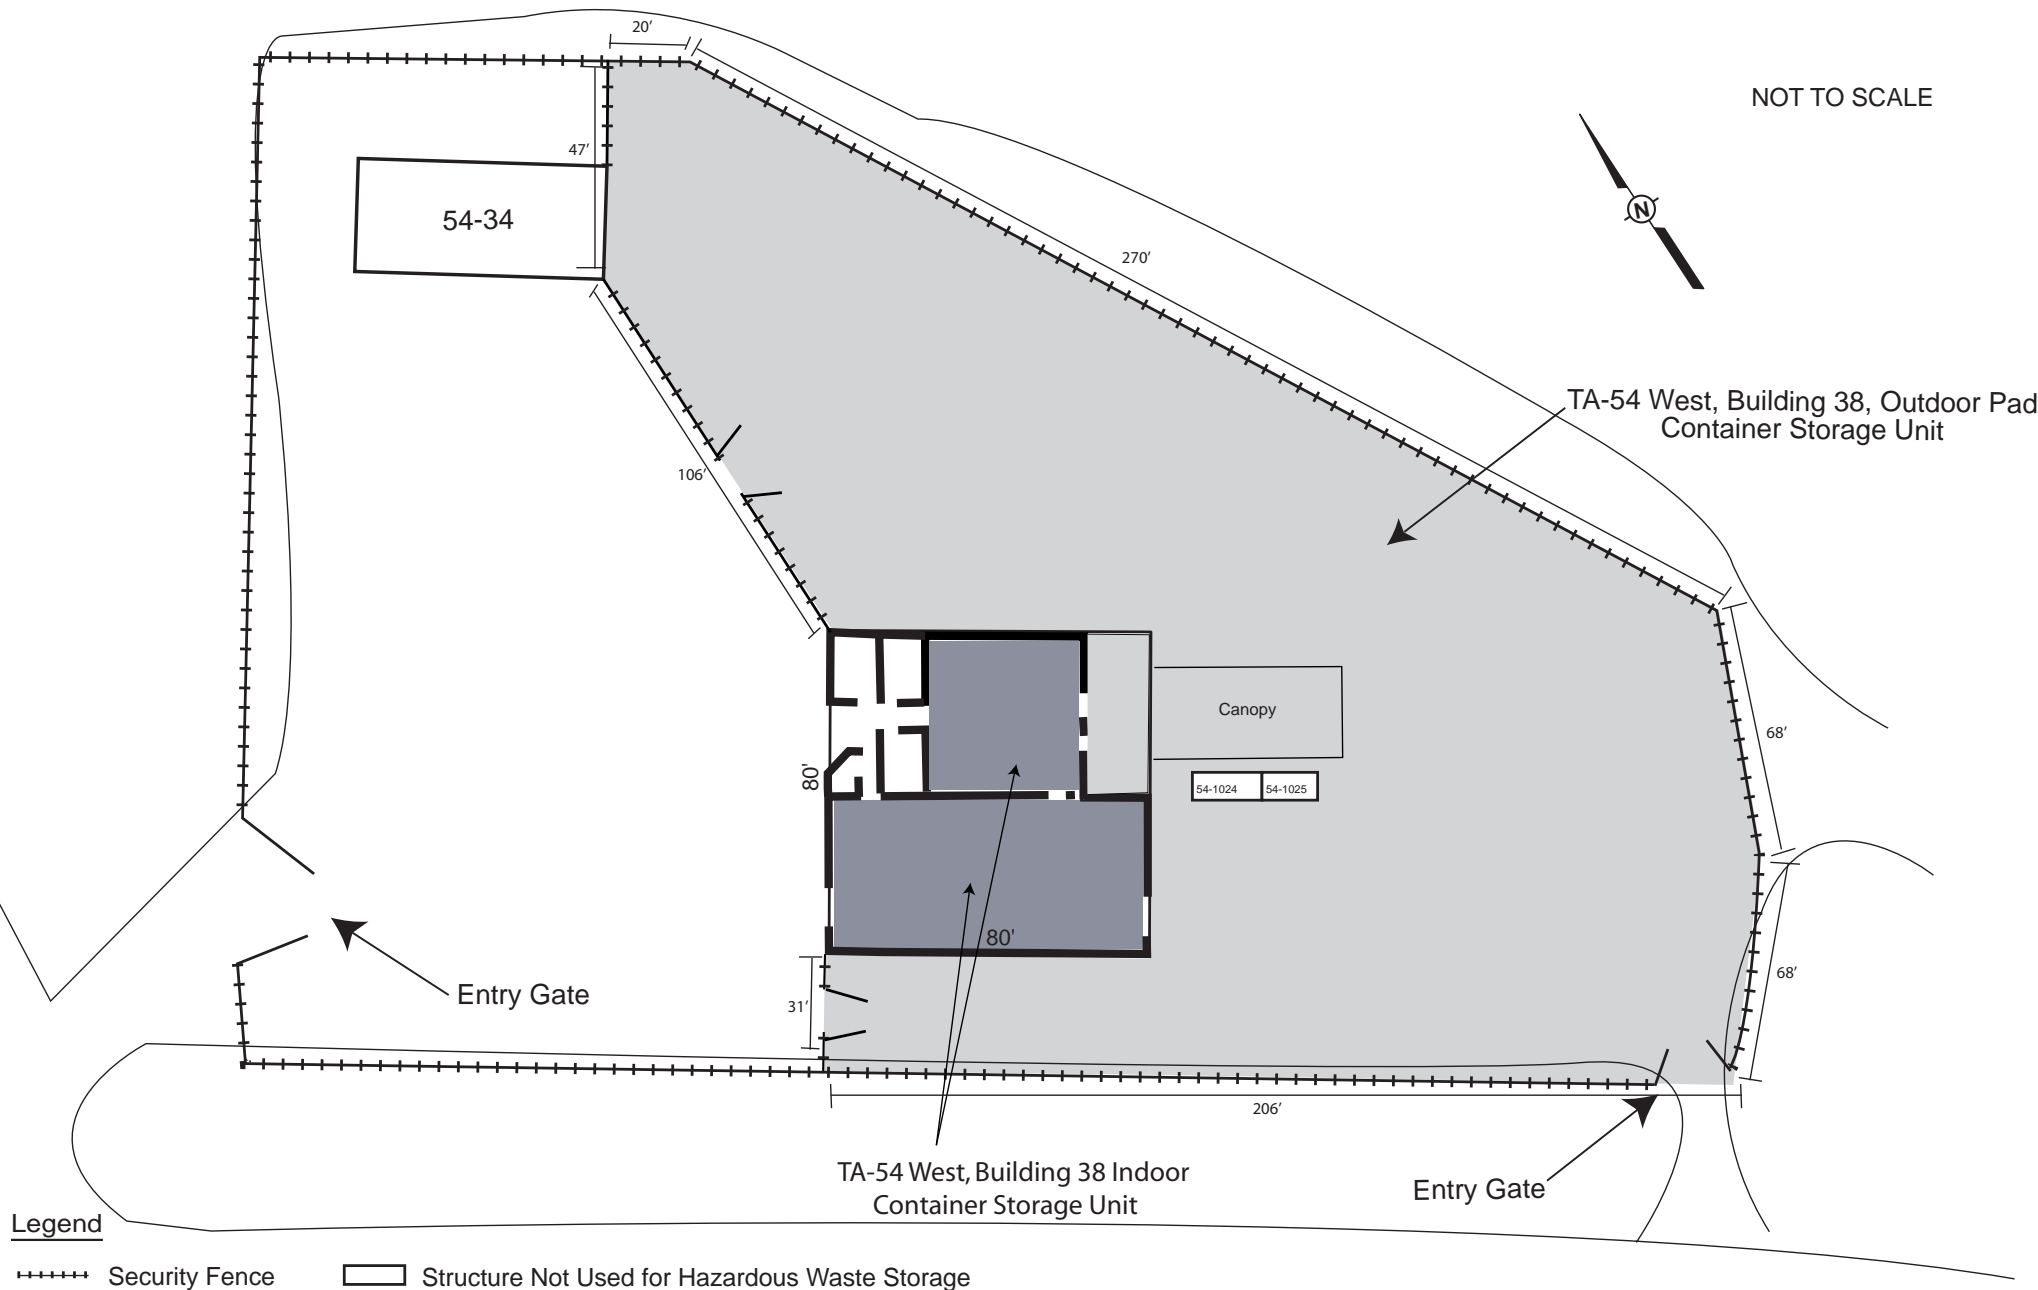 20'
NOT TO SCALE
47'
54-34
N
270'
TA-54 West, Building 38, Outdoor Pad
Container Storage Unit
106'
Canopy
68'
80'
54-1024
54-1025
80'
68'
Entry Gate
31'
206'
TA-54 West, Building 38 Indoor
Container Storage Unit
Entry Gate
Legend
Security Fence
Structure Not Used for Hazardous Waste Storage